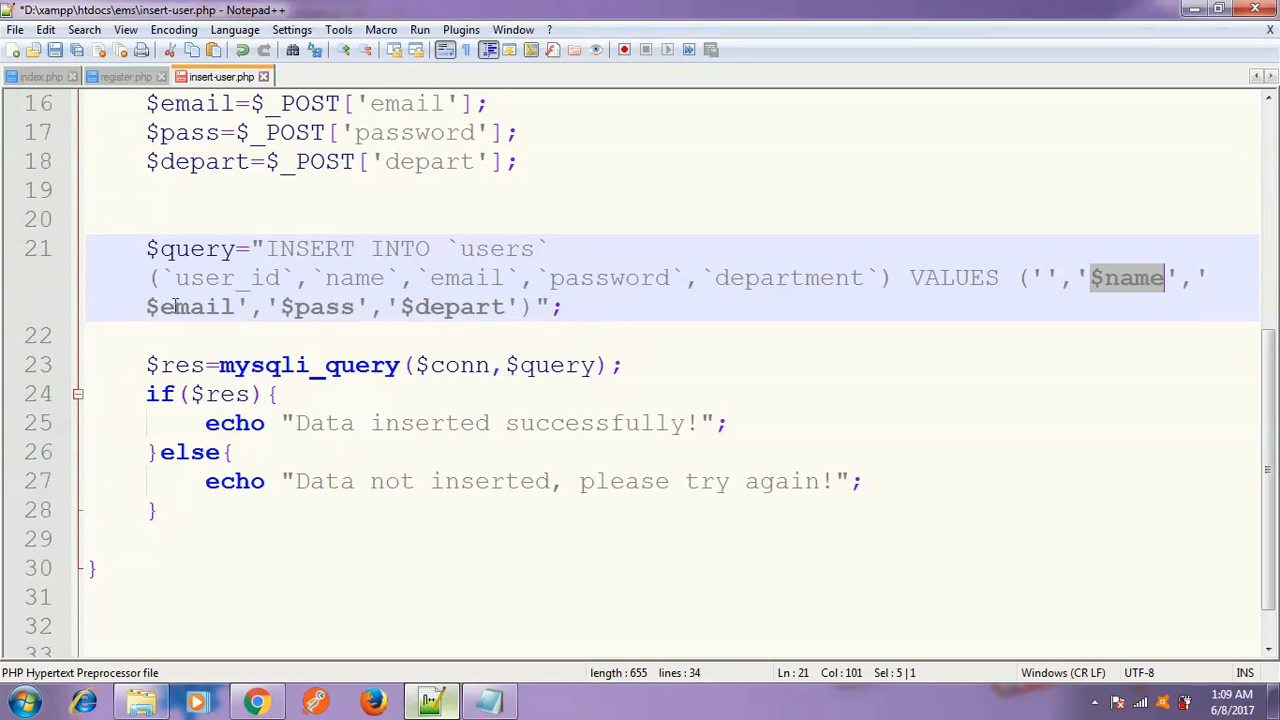 *D:\xampp\htdocs\ems\insert-user.php - Notepad++
File Edit Search View Encoding Language Settings Tools Macro Run Plugins Window ? X
index.php register.php insert-user.php
16 $email=$_POST['email'];
17 $pass=$_POST['password'];
18 $depart=$_POST['depart'];
19
20
21 $query="INSERT INTO `users`
(`user_id`,`name`,`email`,`password`,`department`) VALUES ('','$name','
$email','$pass','$depart')";
22
23 $res=mysqli_query($conn,$query);
24 if($res){
25 echo "Data inserted successfully!";
26 }else{
27 echo "Data not inserted, please try again!";
28 }
29
30 }
31
32
33
PHP Hypertext Preprocessor file length : 655 lines : 34 Ln : 21 Col : 101 Sel : 5 | 1 Windows (CR LF) UTF-8 INS
1:09 AM
6/8/2017